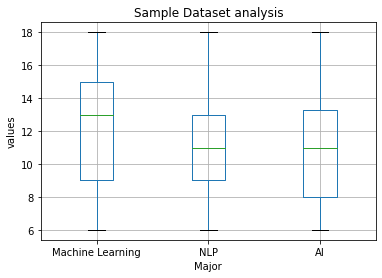 Sample Dataset analysis
18
16
14
12
10
8
6
values
Machine Learning NLP AI
Major